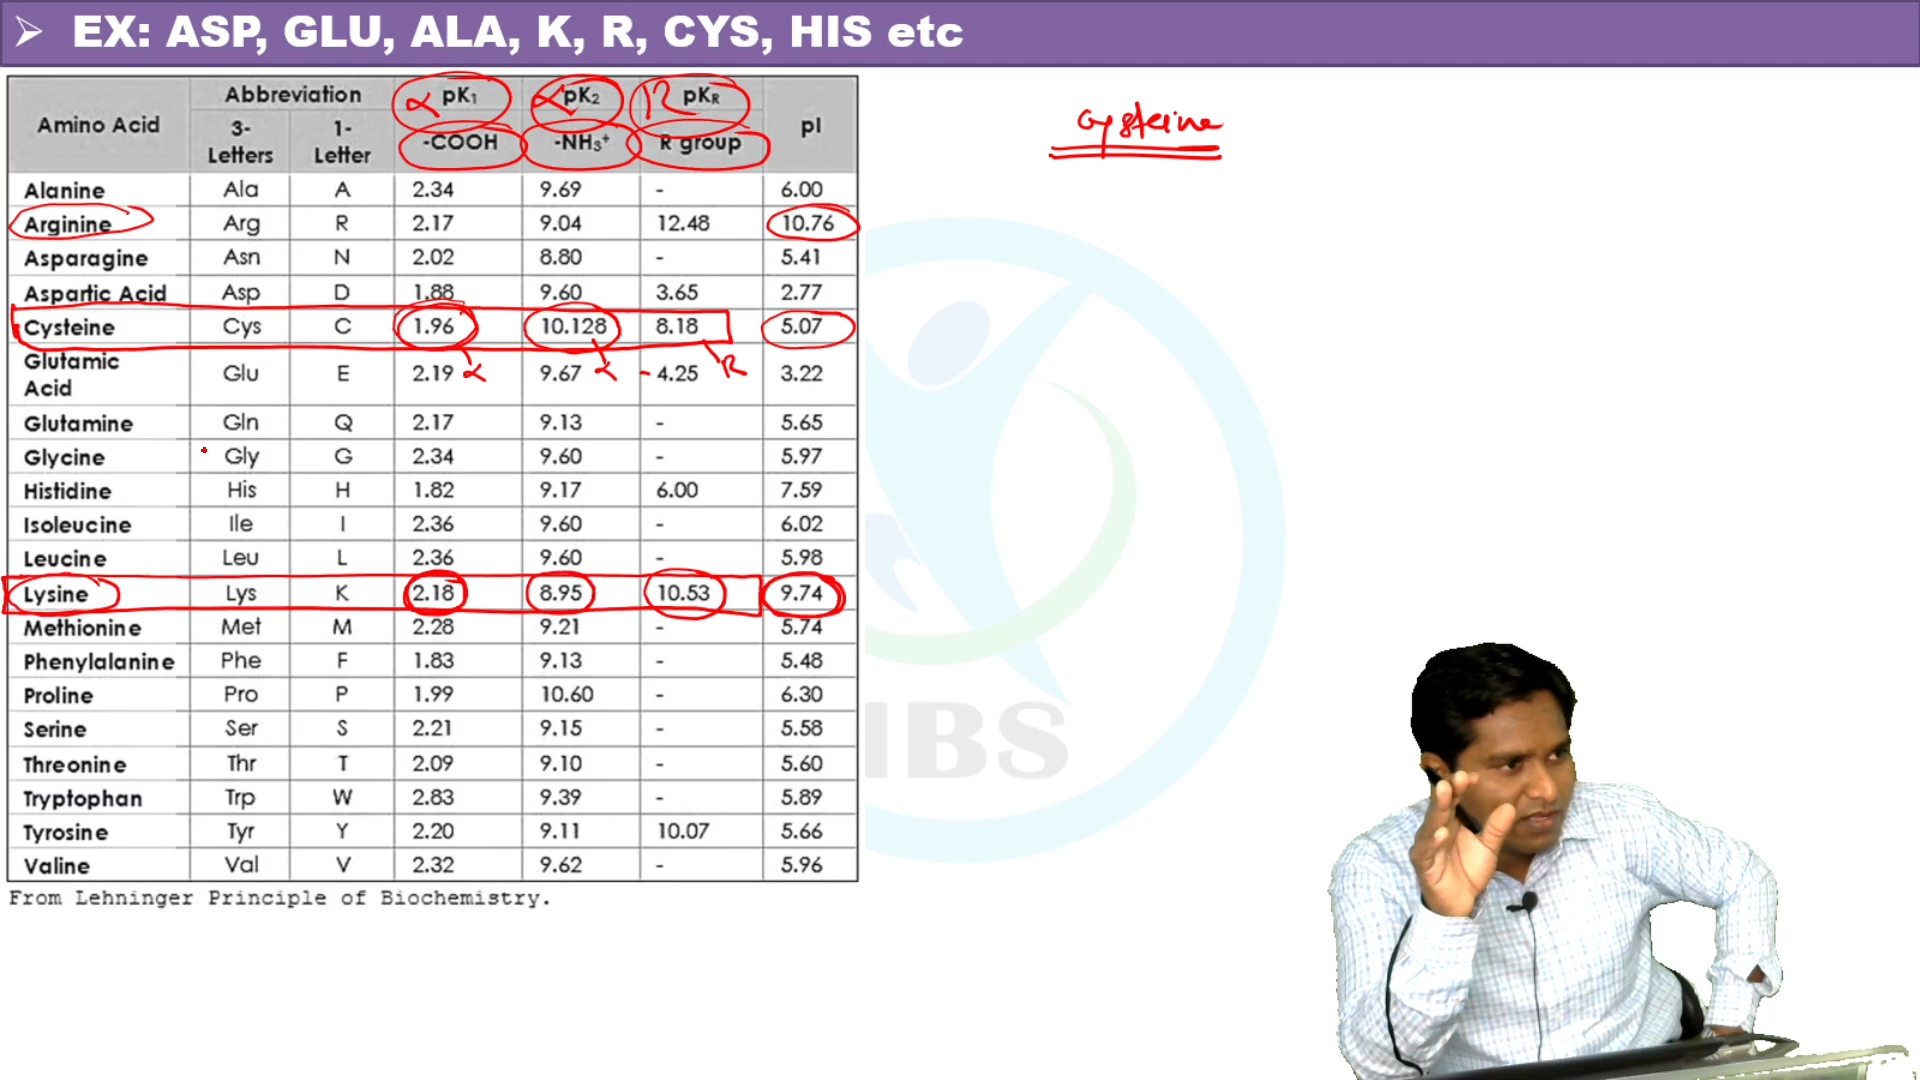 ➢ EX: ASP, GLU, ALA, K, R, CYS, HIS etc
Amino Acid Abbreviation α pK₁ α pK₂ R pKR pI
3-Letters 1-Letter -COOH -NH₃⁺ R group
Alanine Ala A 2.34 9.69 - 6.00
Arginine Arg R 2.17 9.04 12.48 10.76
Asparagine Asn N 2.02 8.80 - 5.41
Aspartic Acid Asp D 1.88 9.60 3.65 2.77
Cysteine Cys C 1.96 10.128 8.18 5.07
α α R
Glutamic Acid Glu E 2.19 9.67 4.25 3.22
Glutamine Gln Q 2.17 9.13 - 5.65
Glycine Gly G 2.34 9.60 - 5.97
Histidine His H 1.82 9.17 6.00 7.59
Isoleucine Ile I 2.36 9.60 - 6.02
Leucine Leu L 2.36 9.60 - 5.98
Lysine Lys K 2.18 8.95 10.53 9.74
Methionine Met M 2.28 9.21 - 5.74
Phenylalanine Phe F 1.83 9.13 - 5.48
Proline Pro P 1.99 10.60 - 6.30
Serine Ser S 2.21 9.15 - 5.58
Threonine Thr T 2.09 9.10 - 5.60
Tryptophan Trp W 2.83 9.39 - 5.89
Tyrosine Tyr Y 2.20 9.11 10.07 5.66
Valine Val V 2.32 9.62 - 5.96
From Lehninger Principle of Biochemistry.
cysteine
IBS